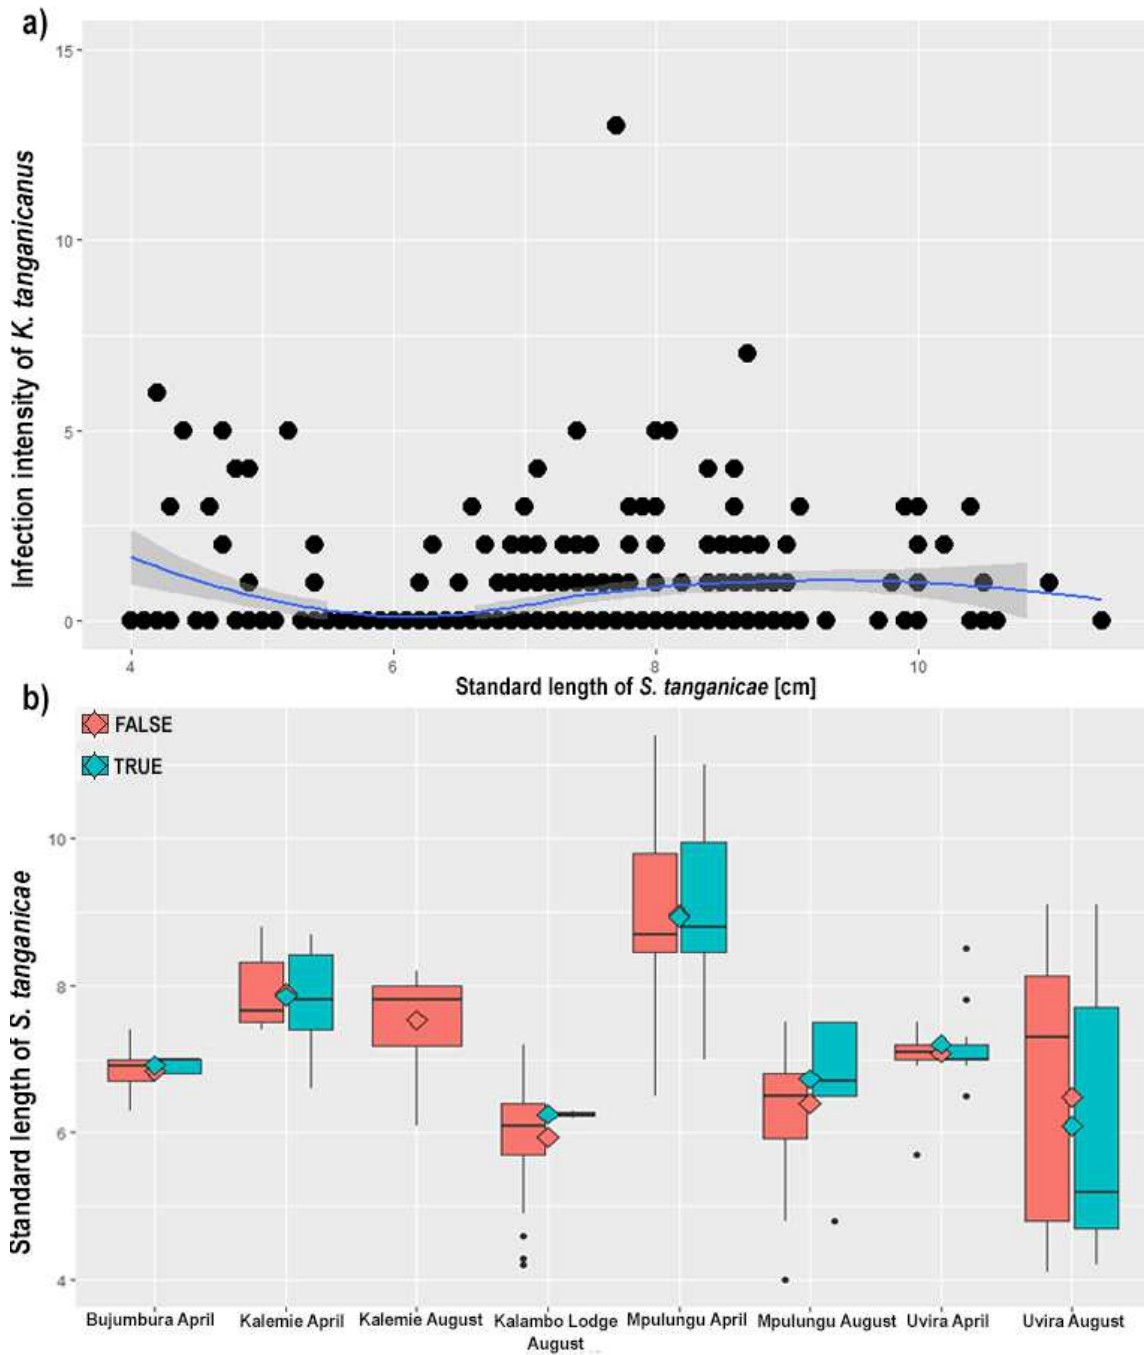 a)
Infection intensity of K. tanganicanus
15
10
5
0
4
6
8
10
Standard length of S. tanganicae [cm]
b)
FALSE
TRUE
Standard length of S. tanganicae
10
8
6
4
Bujumbura April
Kalemie April
Kalemie August
Kalambo Lodge
August
Mpulungu April
Mpulungu August
Uvira April
Uvira August